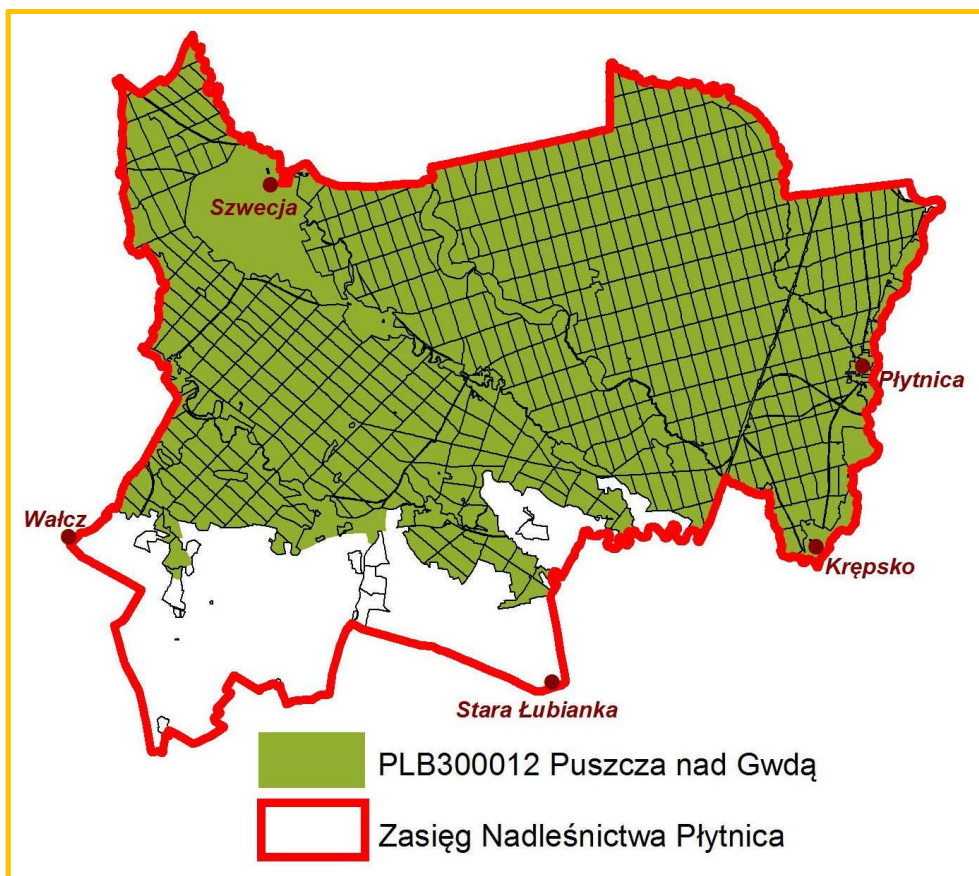 Szwecja
Płytnica
Wałcz
Krępsko
Stara Łubianka
PLB300012 Puszcza nad Gwdą
Zasięg Nadleśnictwa Płytnica